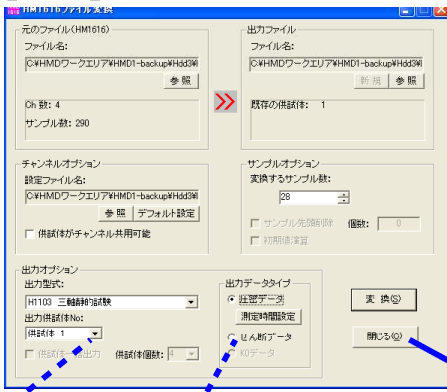 HM1616ファイル変換
元のファイル(HM1616)
ファイル名:
C:¥HMDワークエリア¥HMD1-backup¥Hdd3¥
参照
Ch 数: 4
サンプル数: 290
出力ファイル
ファイル名:
C:¥HMDワークエリア¥HMD1-backup¥Hdd3¥
新規 参照
既存の供試体: 1
チャンネルオプション
設定ファイル名:
C:¥HMDワークエリア¥HMD1-backup¥Hdd3¥
参照 デフォルト設定
供試体がチャンネル共用可能
サンプルオプション
変換するサンプル数:
28
サンプル先頭削除 個数: 0
初期値演算
出力オプション
出力型式:
H1103 三軸静的試験
出力供試体No:
供試体 1
供試体一括出力 供試体個数: 4
出力データタイプ
圧密データ
測定時間設定
せん断データ
K0データ
変換(S)
閉じる(Q)